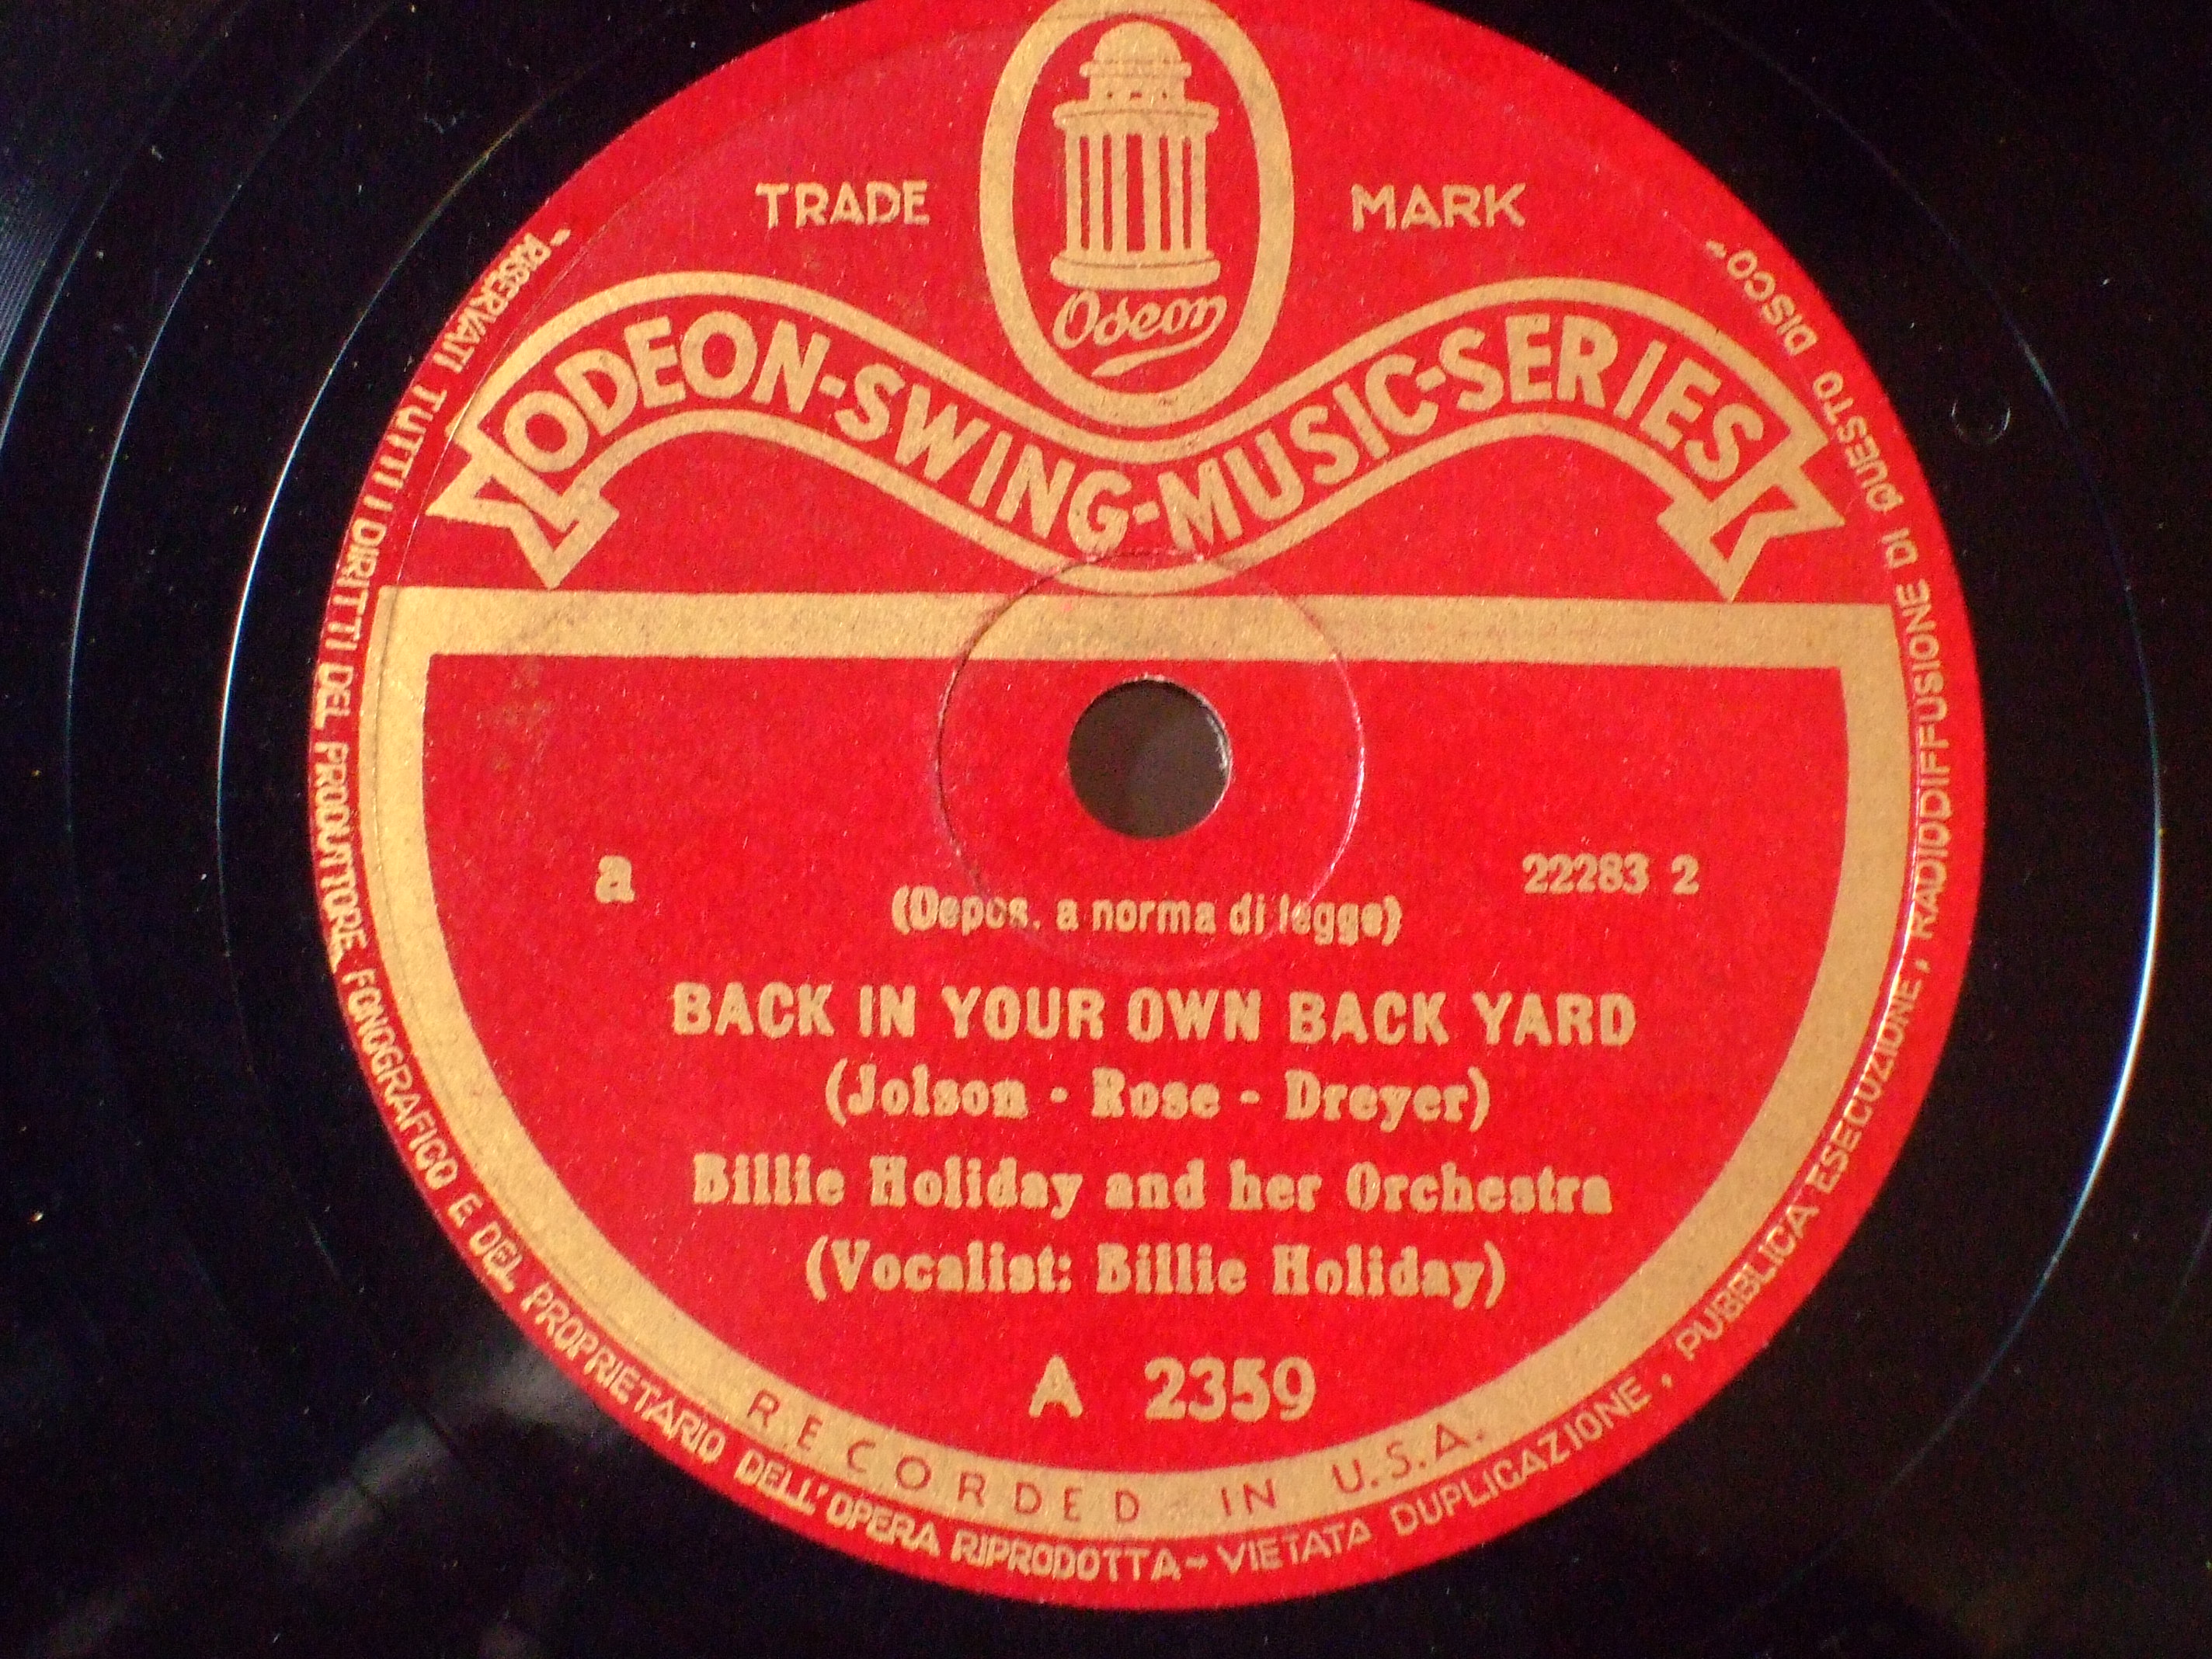 TRADE MARK
Odeon
ODEON-SWING-MUSIC-SERIES
a
22283 2
(Depos. a norma di legge)
BACK IN YOUR OWN BACK YARD
(Jolson - Rose - Dreyer)
Billie Holiday and her Orchestra
(Vocalist: Billie Holiday)
A 2359
RECORDED IN U.S.A.
"RISERVATI TUTTI I DIRITTI DEL PRODUTTORE FONOGRAFICO E DEL PROPRIETARIO DELL'OPERA RIPRODOTTA - VIETATA DUPLICAZIONE, PUBBLICA ESECUZIONE, RADIODIFFUSIONE DI QUESTO DISCO"